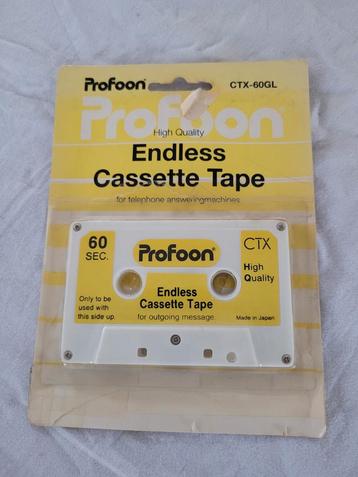 Profoon CTX-60GL
Profoon
High Quality
Endless
Cassette Tape
for telephone answeringmachines
60
SEC.
Profoon
CTX
High
Quality
Endless
Cassette Tape
Only to be
used with
this side up.
for outgoing message.
Made in Japan